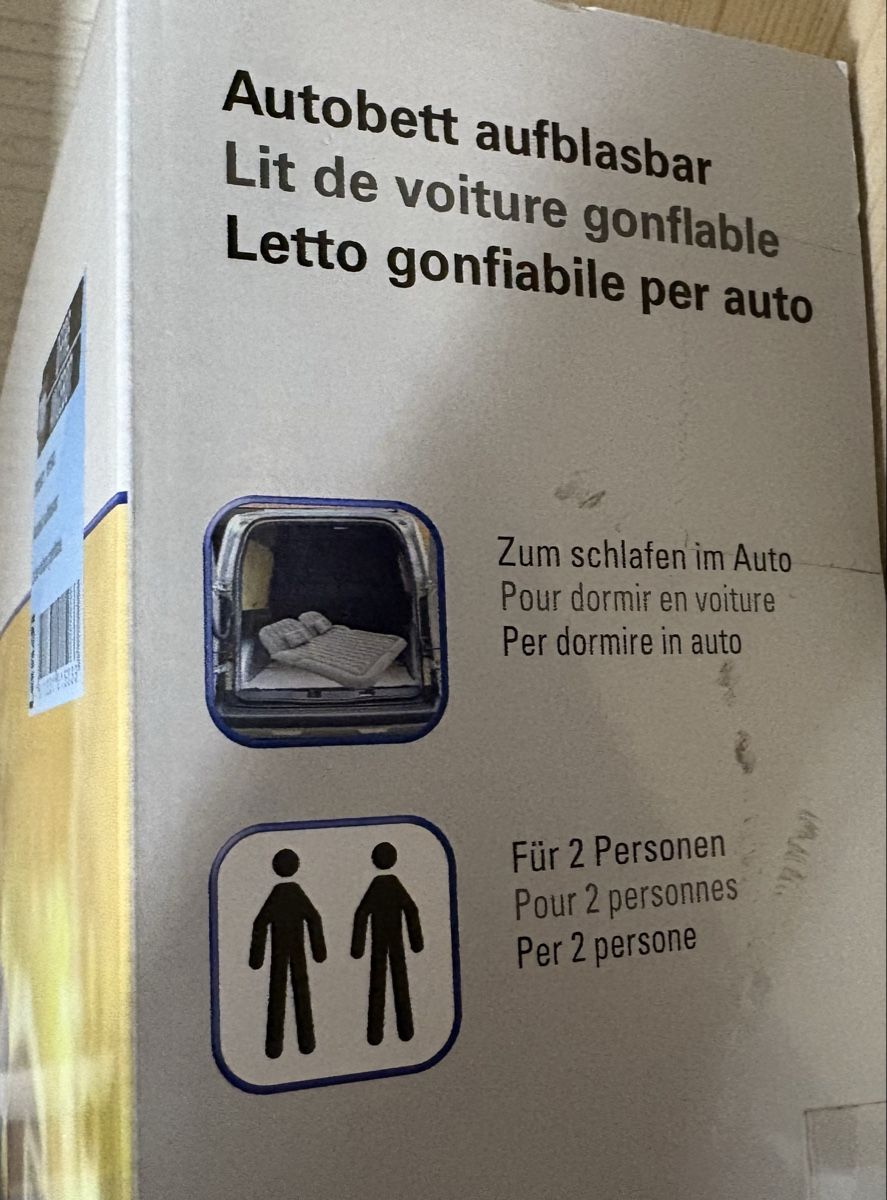 Autobett aufblasbar
Lit de voiture gonflable
Letto gonfiabile per auto
Zum schlafen im Auto
Pour dormir en voiture
Per dormire in auto
Für 2 Personen
Pour 2 personnes
Per 2 persone